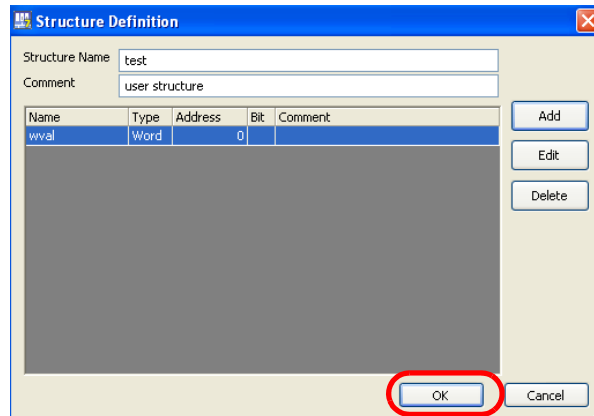 Structure Definition
Structure Name test
Comment user structure
Name Type Address Bit Comment
wval Word 0
Add
Edit
Delete
OK Cancel